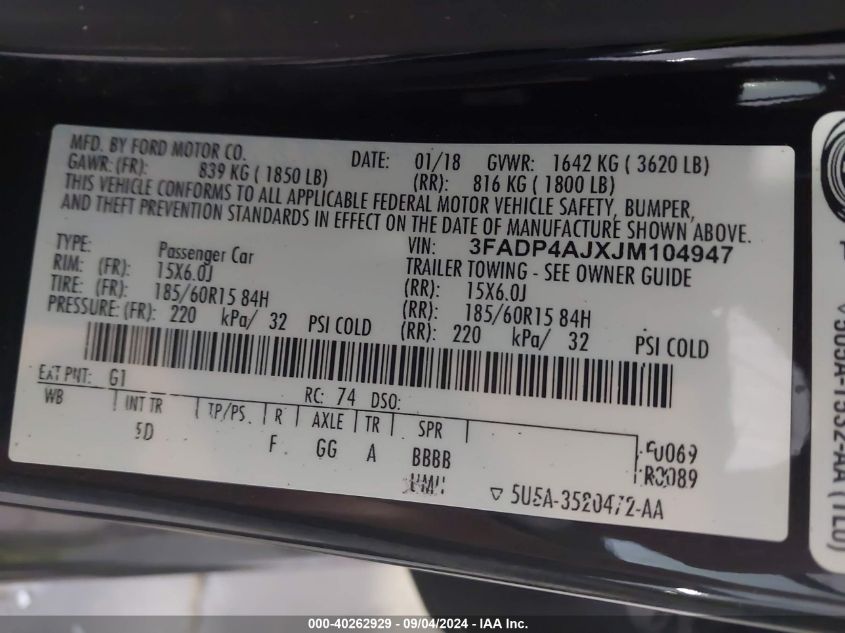 MFD. BY FORD MOTOR CO. DATE: 01/18 GVWR: 1642 KG ( 3620 LB)
GAWR: (FR): 839 KG ( 1850 LB) (RR): 816 KG ( 1800 LB)
THIS VEHICLE CONFORMS TO ALL APPLICABLE FEDERAL MOTOR VEHICLE SAFETY, BUMPER,
AND THEFT PREVENTION STANDARDS IN EFFECT ON THE DATE OF MANUFACTURE SHOWN ABOVE.
VIN: 3FADP4AJXJM104947
TYPE: Passenger Car TRAILER TOWING - SEE OWNER GUIDE
RIM: (FR): 15X6.0J (RR): 15X6.0J
TIRE: (FR): 185/60R15 84H (RR): 185/60R15 84H
PRESSURE: (FR): 220 kPa/ 32 PSI COLD (RR): 220 kPa/ 32 PSI COLD
EXT PNT: G1 RC: 74 DSO:
WB INT TR TP/PS. R AXLE TR SPR
5D F. GG A BBBB
F0069
R3089
UMH
▽ 5U5A-3520472-AA
000-40262929 - 09/04/2024 - IAA Inc.